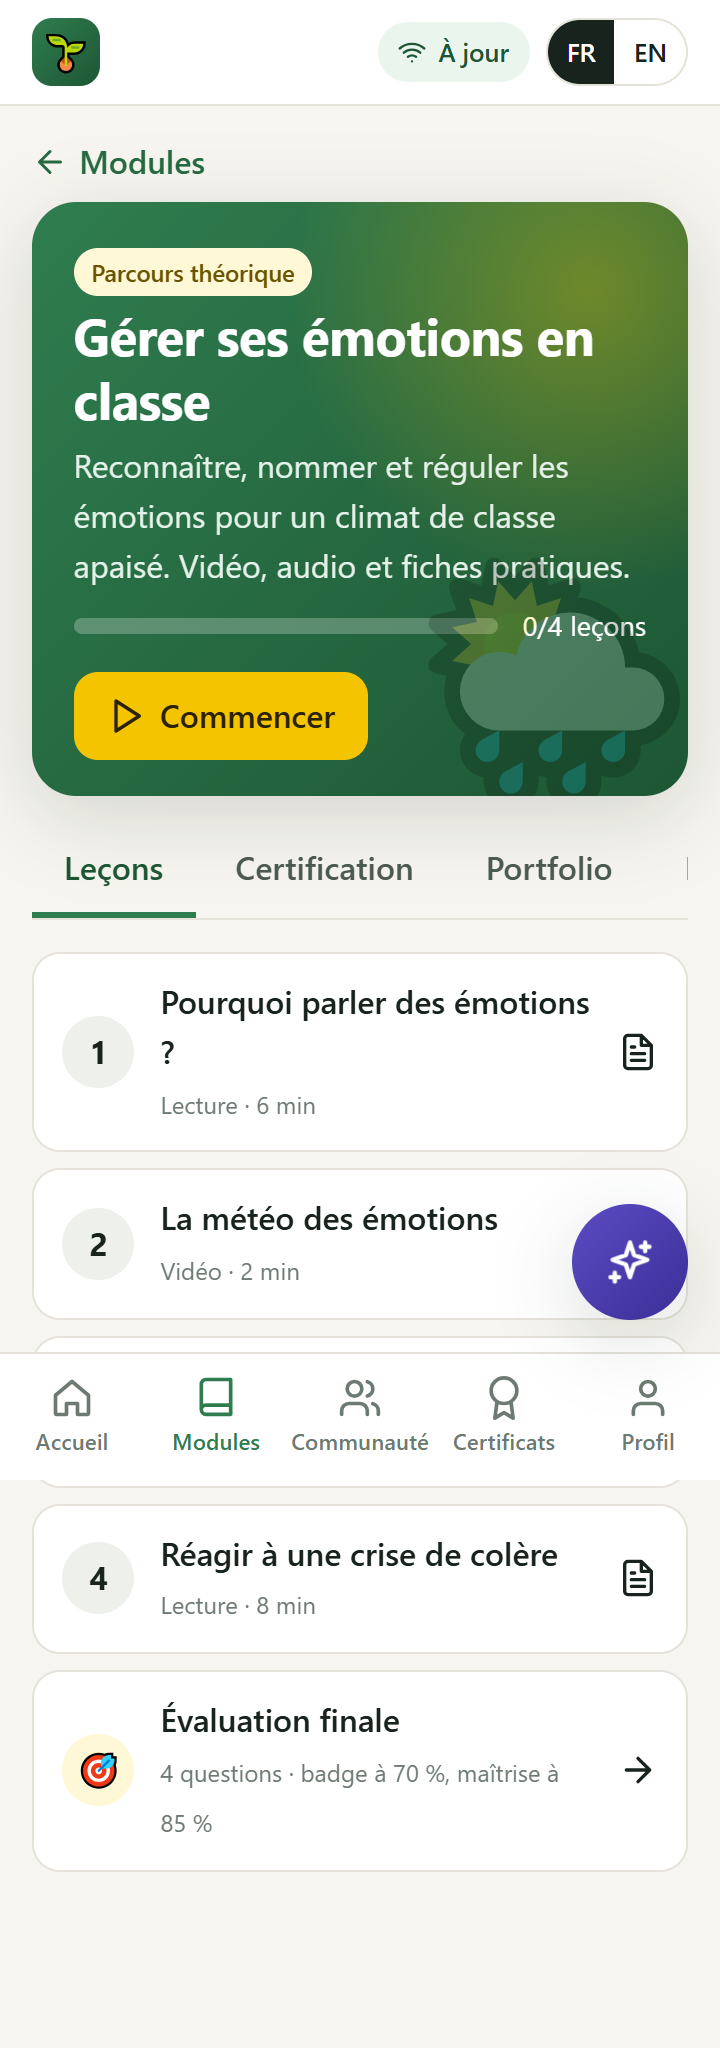 À jour
FR
EN
Modules
Parcours théorique
Gérer ses émotions en
classe
Reconnaître, nommer et réguler les
émotions pour un climat de classe
apaisé. Vidéo, audio et fiches pratiques.
0/4 leçons
Commencer
Leçons
Certification
Portfolio
1
Pourquoi parler des émotions
?
Lecture · 6 min
2
La météo des émotions
Vidéo · 2 min
Accueil
Modules
Communauté
Certificats
Profil
4
Réagir à une crise de colère
Lecture · 8 min
Évaluation finale
4 questions · badge à 70 %, maîtrise à
85 %